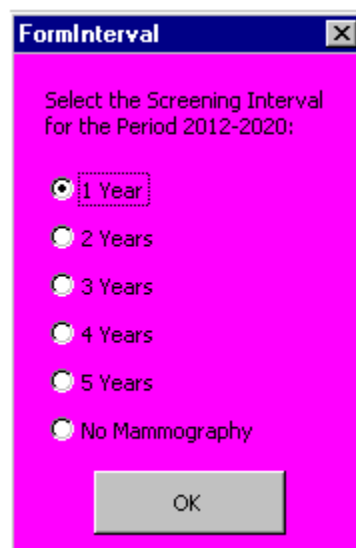 FormInterval
Select the Screening Interval
for the Period 2012-2020:
1 Year
2 Years
3 Years
4 Years
5 Years
No Mammography
OK